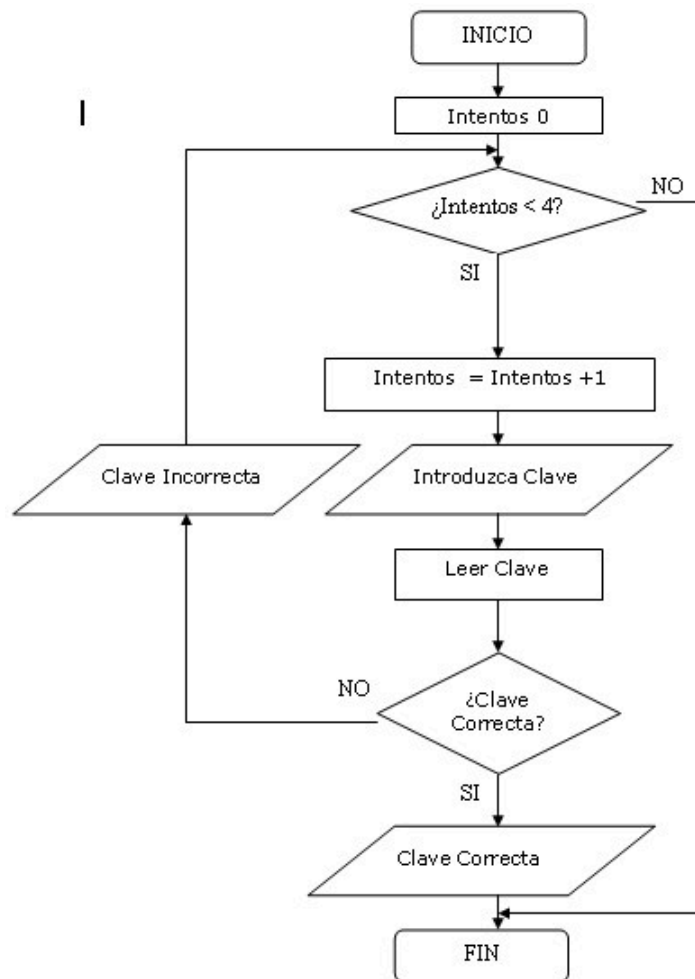 INICIO
Intentos 0
¿Intentos < 4?
NO
SI
Intentos = Intentos +1
Clave Incorrecta
Introduzca Clave
Leer Clave
NO
¿Clave
Correcta?
SI
Clave Correcta
FIN